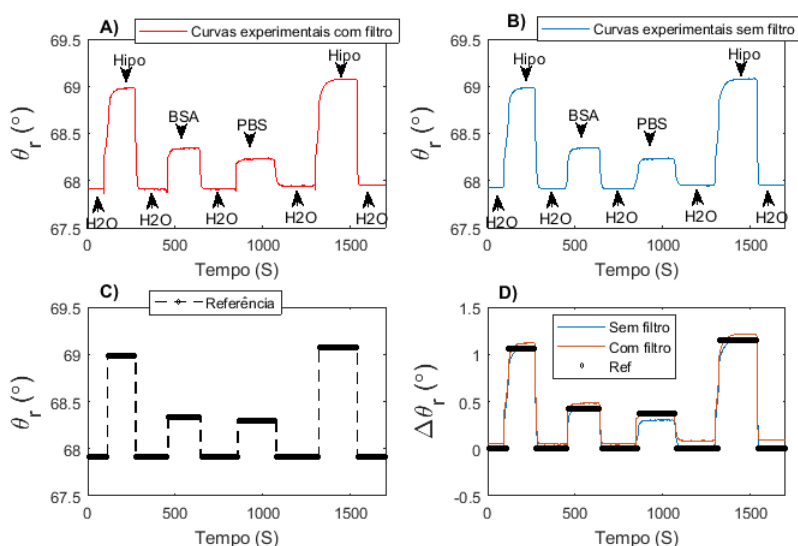 A)
Curvas experimentais com filtro
69.5
69
68.5
68
67.5
θr (°)
Hipo
BSA
PBS
Hipo
H2O
H2O
H2O
H2O
H2O
0
500
1000
1500
Tempo (S)
B)
Curvas experimentais sem filtro
69.5
69
68.5
68
67.5
θr (°)
Hipo
BSA
PBS
Hipo
H2O
H2O
H2O
H2O
H2O
0
500
1000
1500
Tempo (S)
C)
Referência
69.5
69
68.5
68
67.5
θr (°)
0
500
1000
1500
Tempo (S)
D)
Sem filtro
Com filtro
Ref
1.5
1
0.5
0
-0.5
Δθr (°)
0
500
1000
1500
Tempo (S)